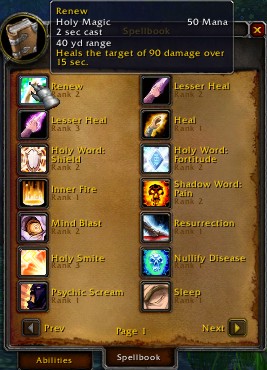 Renew
Holy Magic 50 Mana
2 sec cast
40 yd range
Heals the target of 90 damage over
15 sec.
Spellbook
Renew
Rank 2
Lesser Heal
Rank 2
Lesser Heal
Rank 3
Heal
Rank 1
Holy Word:
Shield
Rank 2
Holy Word:
Fortitude
Rank 2
Inner Fire
Rank 1
Shadow Word:
Pain
Rank 2
Mind Blast
Rank 2
Resurrection
Rank 1
Holy Smite
Rank 3
Nullify Disease
Rank 1
Psychic Scream
Rank 1
Sleep
Rank 1
Prev Page 1 Next
Abilities Spellbook